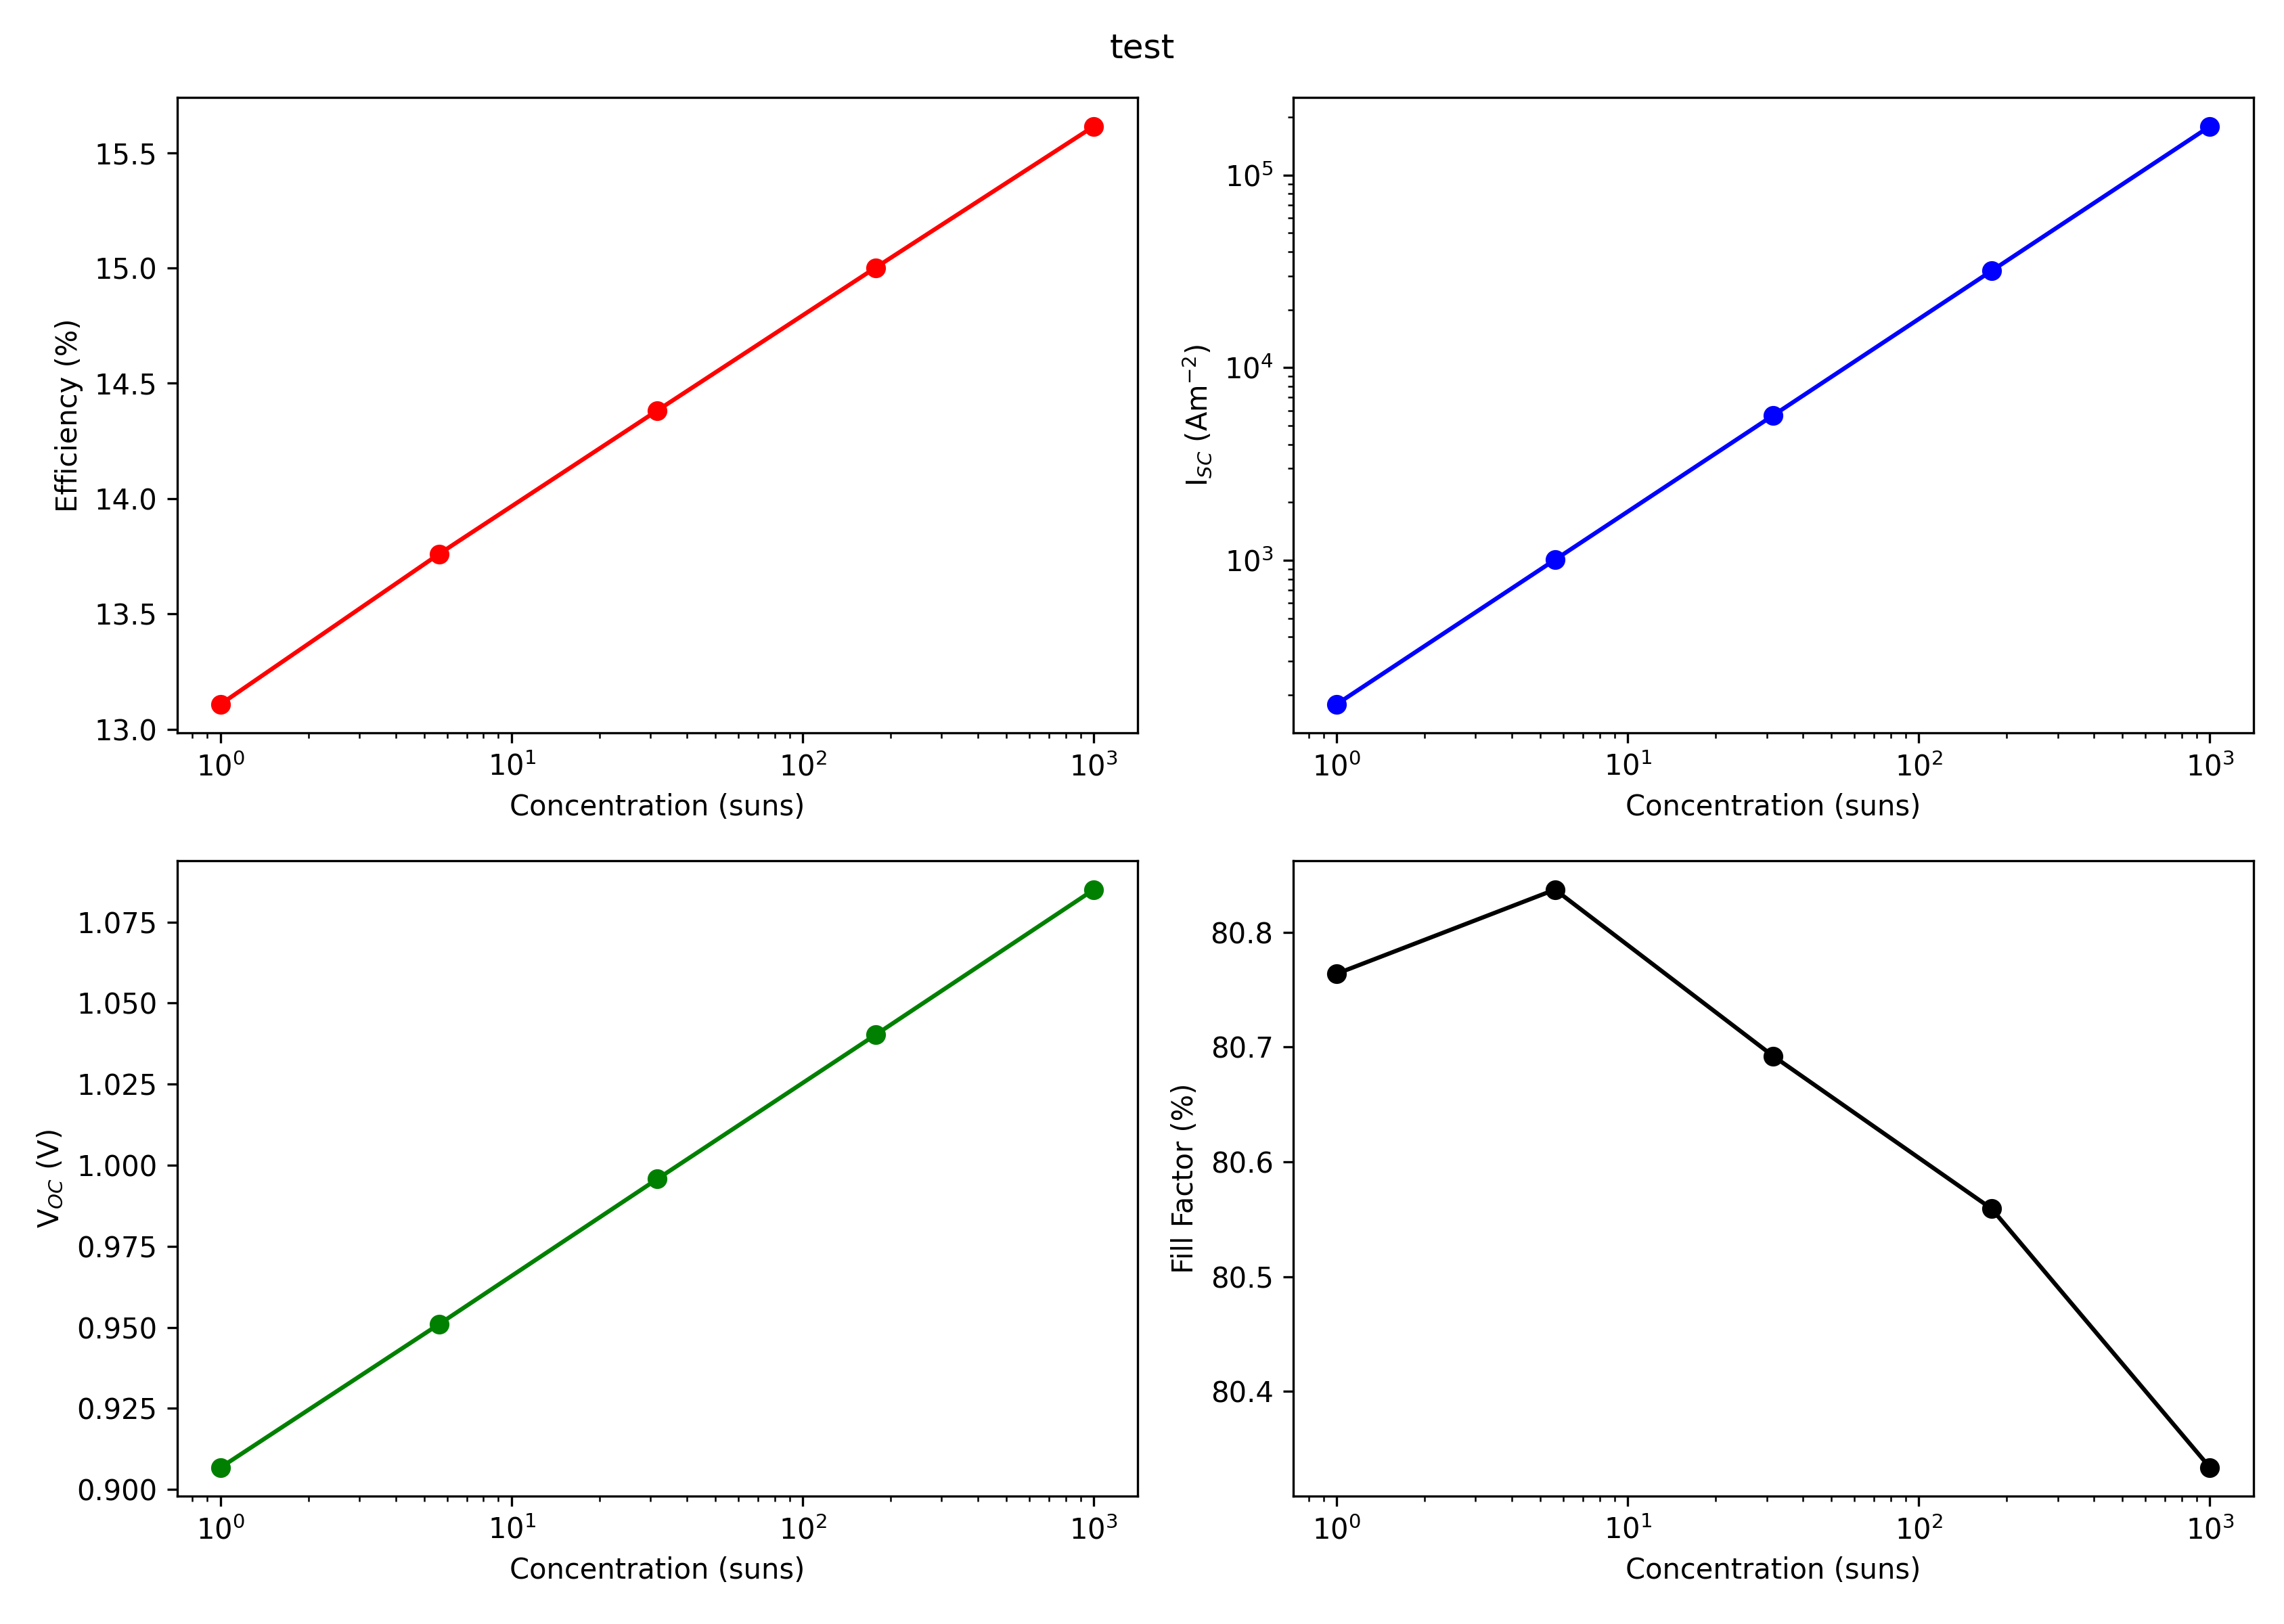 test
Efficiency (%)
15.5
15.0
14.5
14.0
13.5
13.0
10⁰ 10¹ 10² 10³
Concentration (suns)
I_SC (Am⁻²)
10⁵
10⁴
10³
10⁰ 10¹ 10² 10³
Concentration (suns)
V_OC (V)
1.075
1.050
1.025
1.000
0.975
0.950
0.925
0.900
10⁰ 10¹ 10² 10³
Concentration (suns)
Fill Factor (%)
80.8
80.7
80.6
80.5
80.4
10⁰ 10¹ 10² 10³
Concentration (suns)